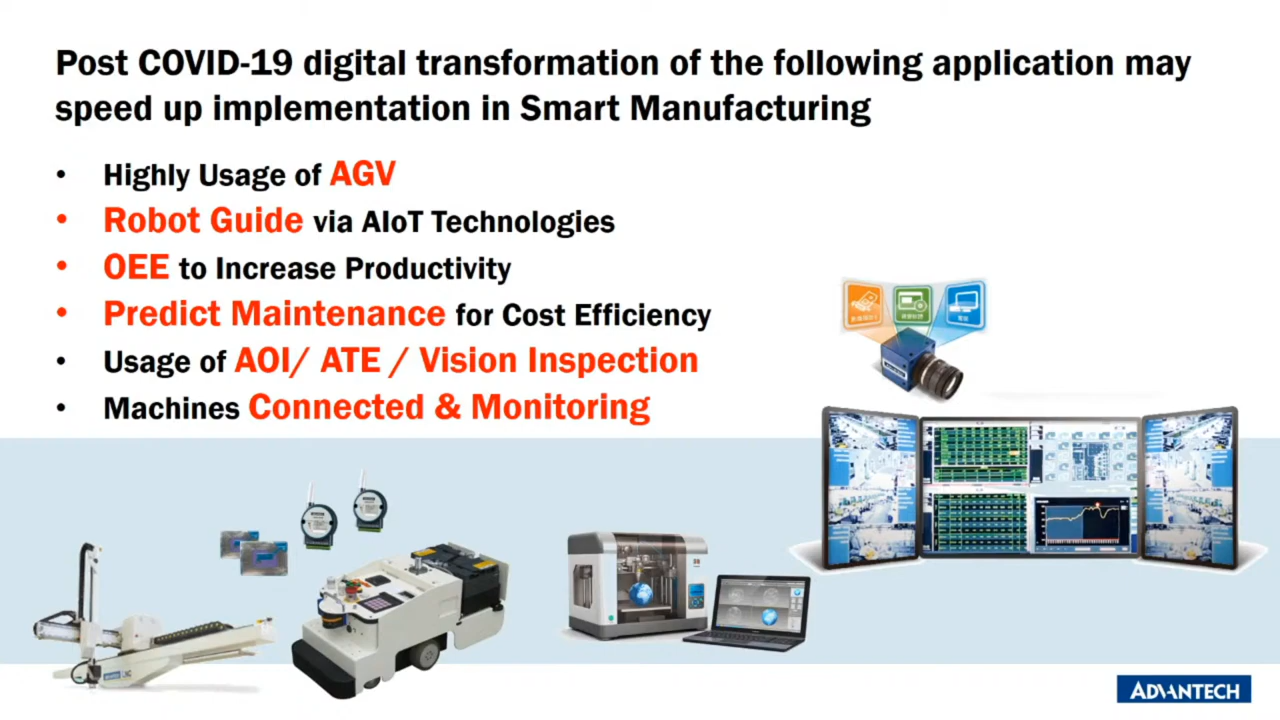 Post COVID-19 digital transformation of the following application may
speed up implementation in Smart Manufacturing
• Highly Usage of AGV
• Robot Guide via AIoT Technologies
• OEE to Increase Productivity
• Predict Maintenance for Cost Efficiency
• Usage of AOI/ ATE / Vision Inspection
• Machines Connected & Monitoring
ADVANTECH